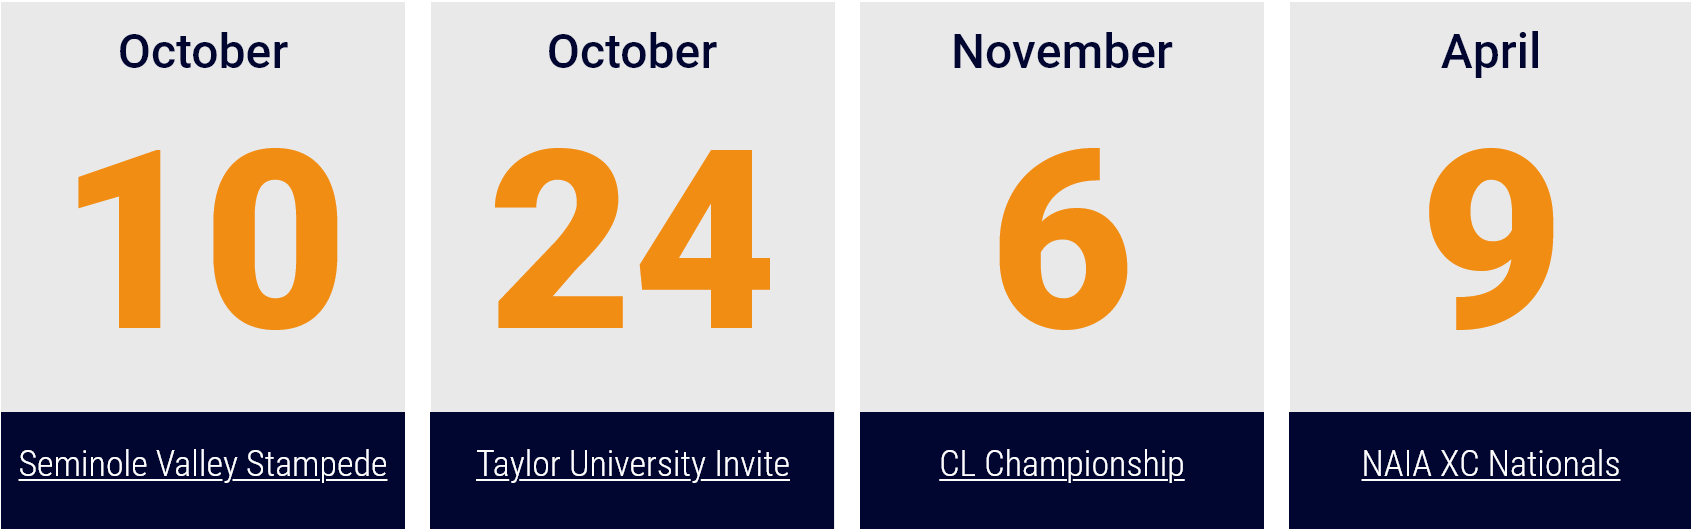 October
10
Seminole Valley Stampede
October
24
Taylor University Invite
November
6
CL Championship
April
9
NAIA XC Nationals